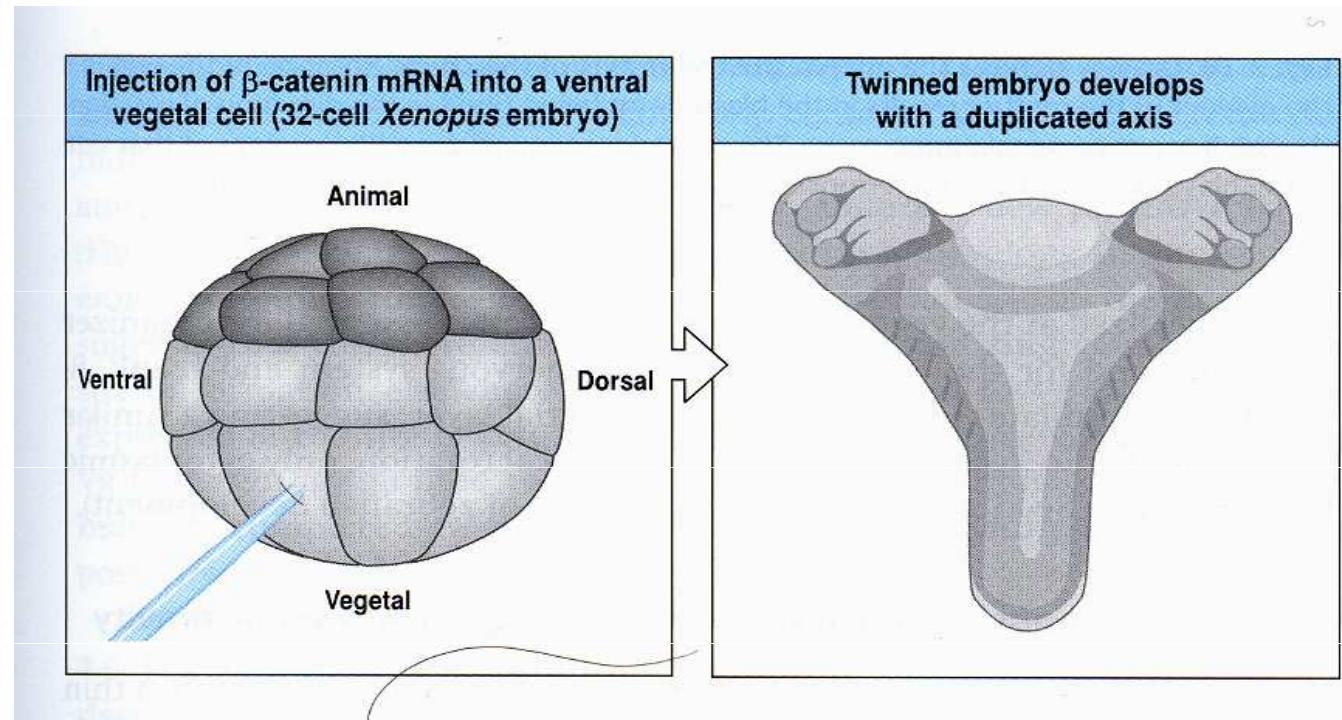 Injection of β-catenin mRNA into a ventral
vegetal cell (32-cell Xenopus embryo)
Twinned embryo develops
with a duplicated axis
Animal
Ventral
Dorsal
Vegetal